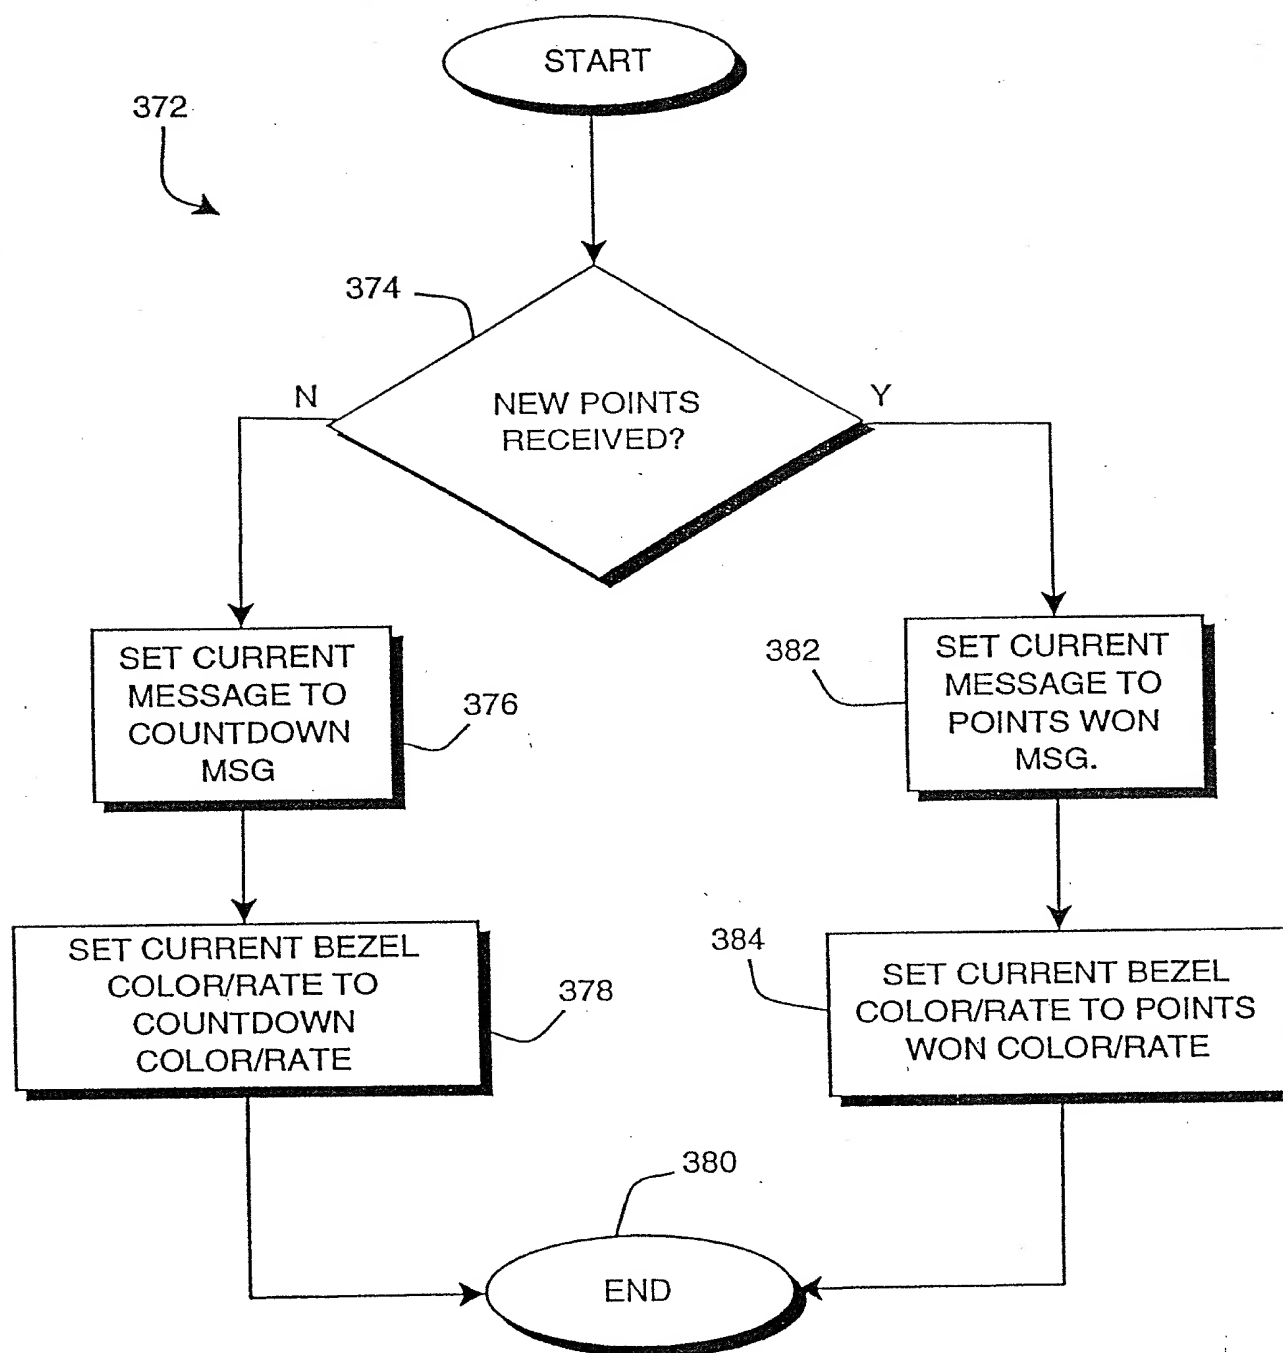 START
372
374
N
NEW POINTS
RECEIVED?
Y
SET CURRENT
MESSAGE TO
COUNTDOWN
MSG
376
382
SET CURRENT
MESSAGE TO
POINTS WON
MSG.
SET CURRENT BEZEL
COLOR/RATE TO
COUNTDOWN
COLOR/RATE
378
384
SET CURRENT BEZEL
COLOR/RATE TO POINTS
WON COLOR/RATE
380
END